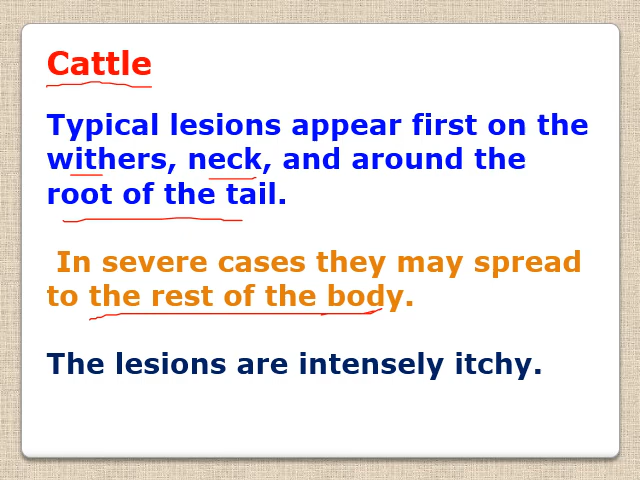 Cattle
Typical lesions appear first on the
withers, neck, and around the
root of the tail.
In severe cases they may spread
to the rest of the body.
The lesions are intensely itchy.